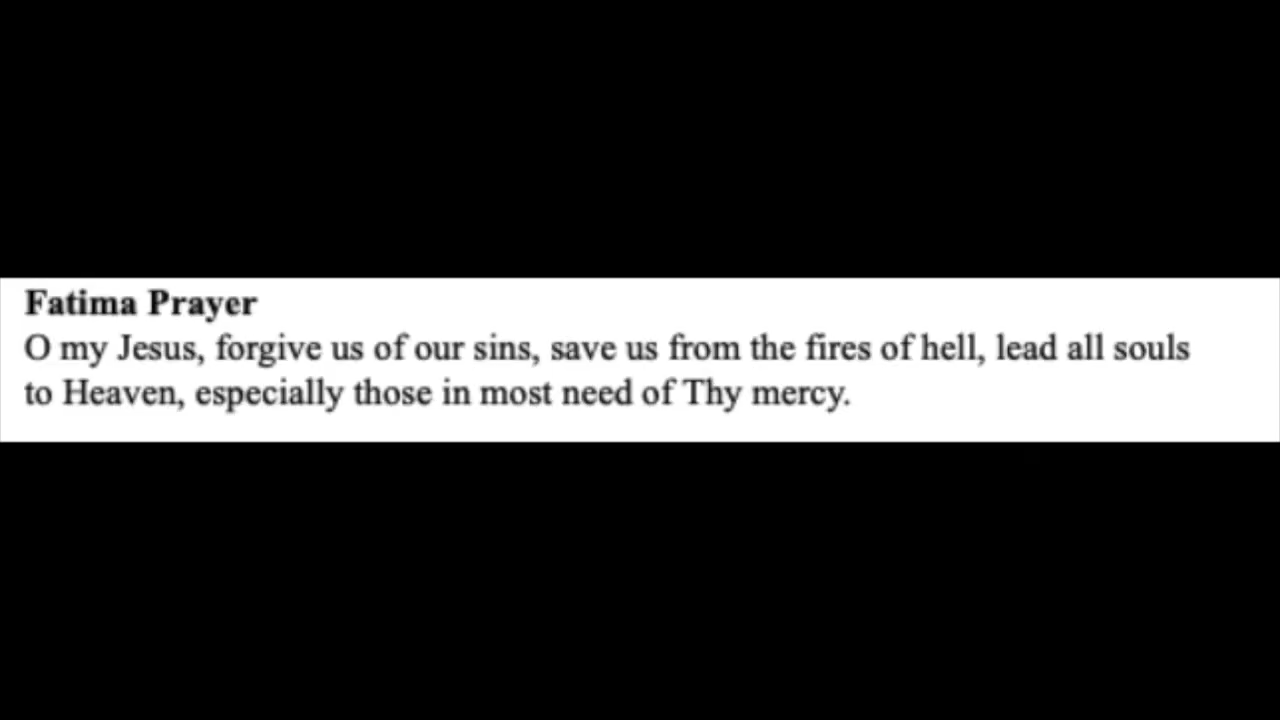 Fatima Prayer
O my Jesus, forgive us of our sins, save us from the fires of hell, lead all souls
to Heaven, especially those in most need of Thy mercy.